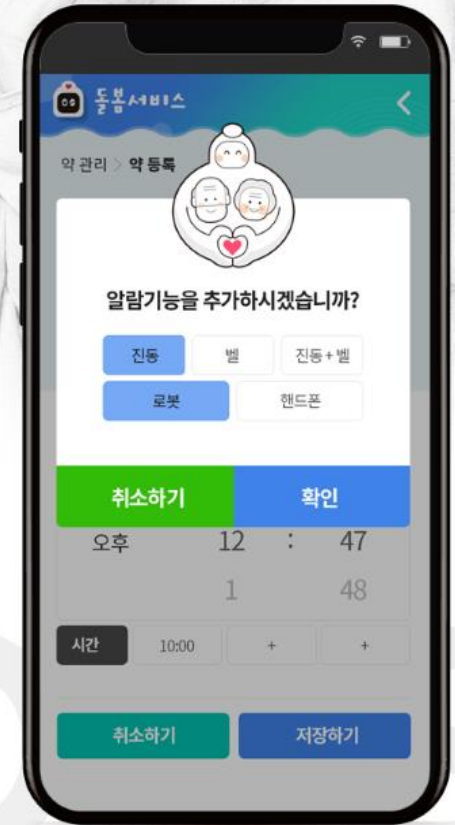 돌봄서비스
약 관리 > 약 등록
알람기능을 추가하시겠습니까?
진동 벨 진동+벨
로봇 핸드폰
취소하기 확인
오후 12 : 47
1 48
시간 10:00 + +
취소하기 저장하기